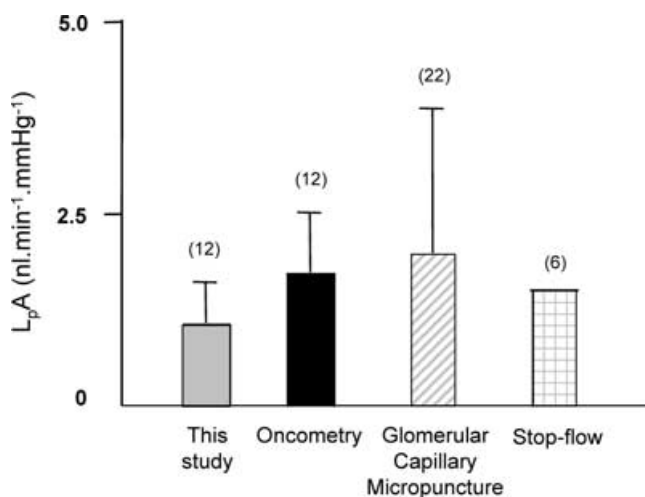 5.0
(22)
(12)
2.5
(12)
(6)
LpA (nl.min⁻¹.mmHg⁻¹)
0
This
study
Oncometry
Glomerular
Capillary
Micropuncture
Stop-flow